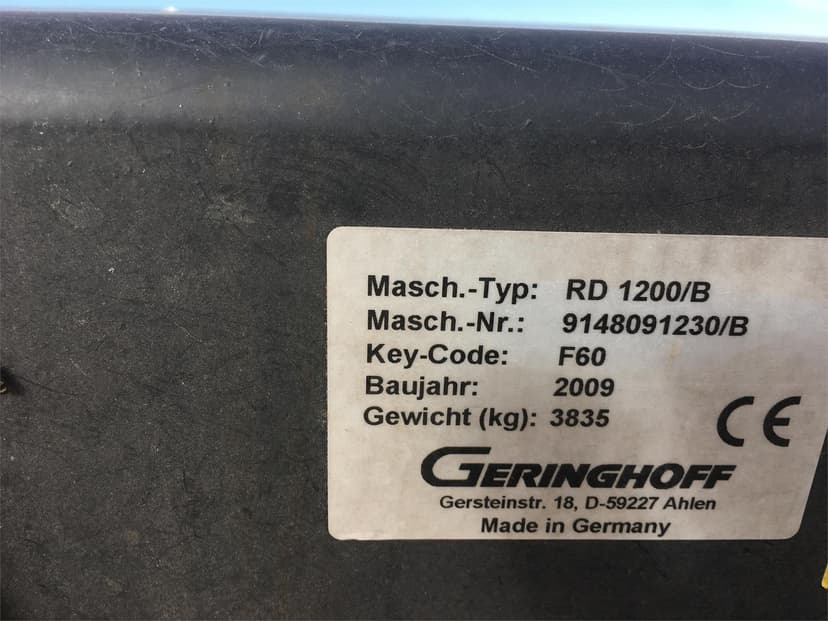 Masch.-Typ: RD 1200/B
Masch.-Nr.: 9148091230/B
Key-Code: F60
Baujahr: 2009
Gewicht (kg): 3835
CE
GERINGHOFF
Gersteinstr. 18, D-59227 Ahlen
Made in Germany